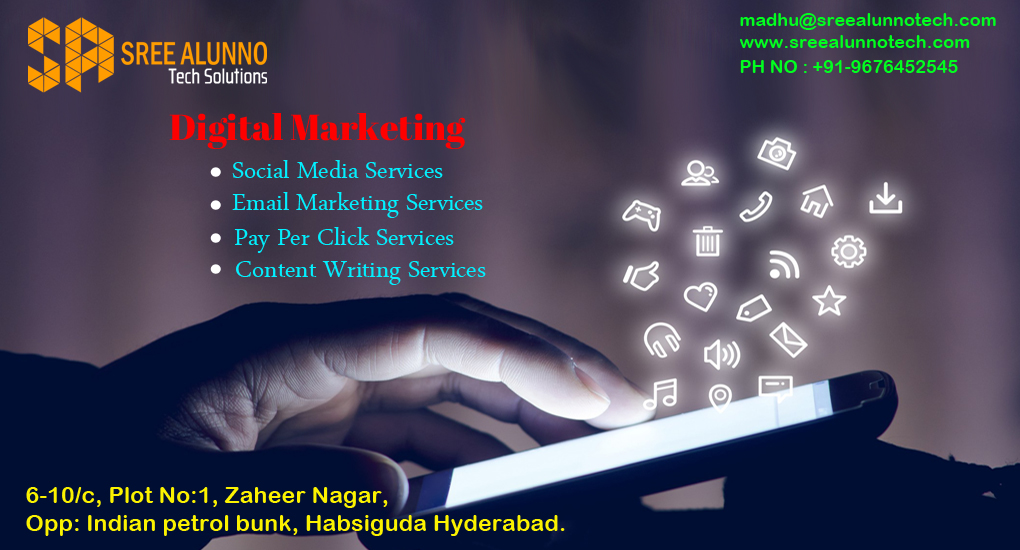 SREE ALUNNO
Tech Solutions
madhu@sreealunnotech.com
www.sreealunnotech.com
PH NO : +91-9676452545
Digital Marketing
Social Media Services
Email Marketing Services
Pay Per Click Services
Content Writing Services
6-10/c, Plot No:1, Zaheer Nagar,
Opp: Indian petrol bunk, Habsiguda Hyderabad.